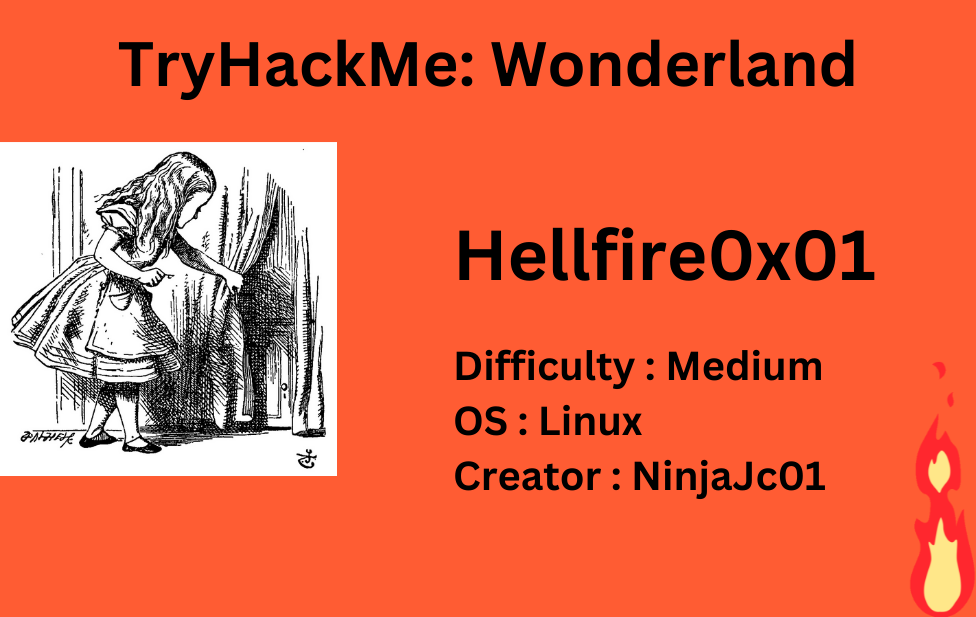 TryHackMe: Wonderland
Hellfire0x01
Difficulty : Medium
OS : Linux
Creator : NinjaJc01